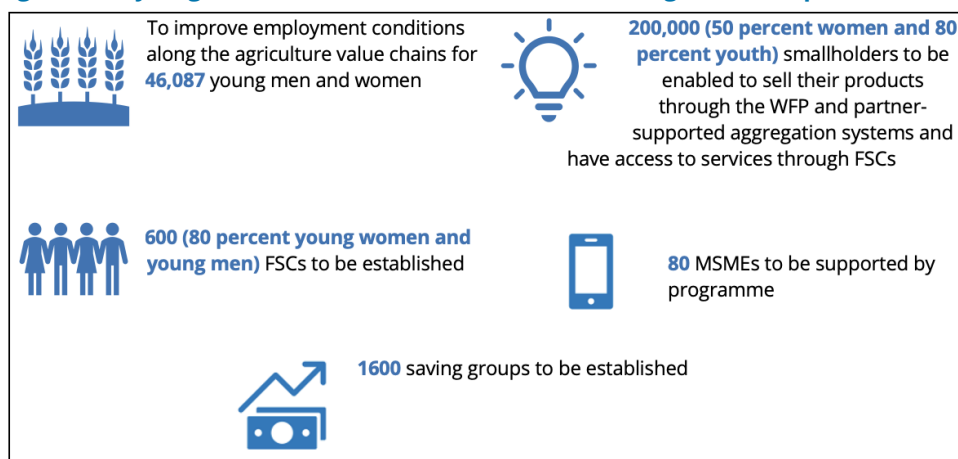 To improve employment conditions
along the agriculture value chains for
46,087 young men and women
200,000 (50 percent women and 80
percent youth) smallholders to be
enabled to sell their products
through the WFP and partner-
supported aggregation systems and
have access to services through FSCs
600 (80 percent young women and
young men) FSCs to be established
80 MSMEs to be supported by
programme
1600 saving groups to be established